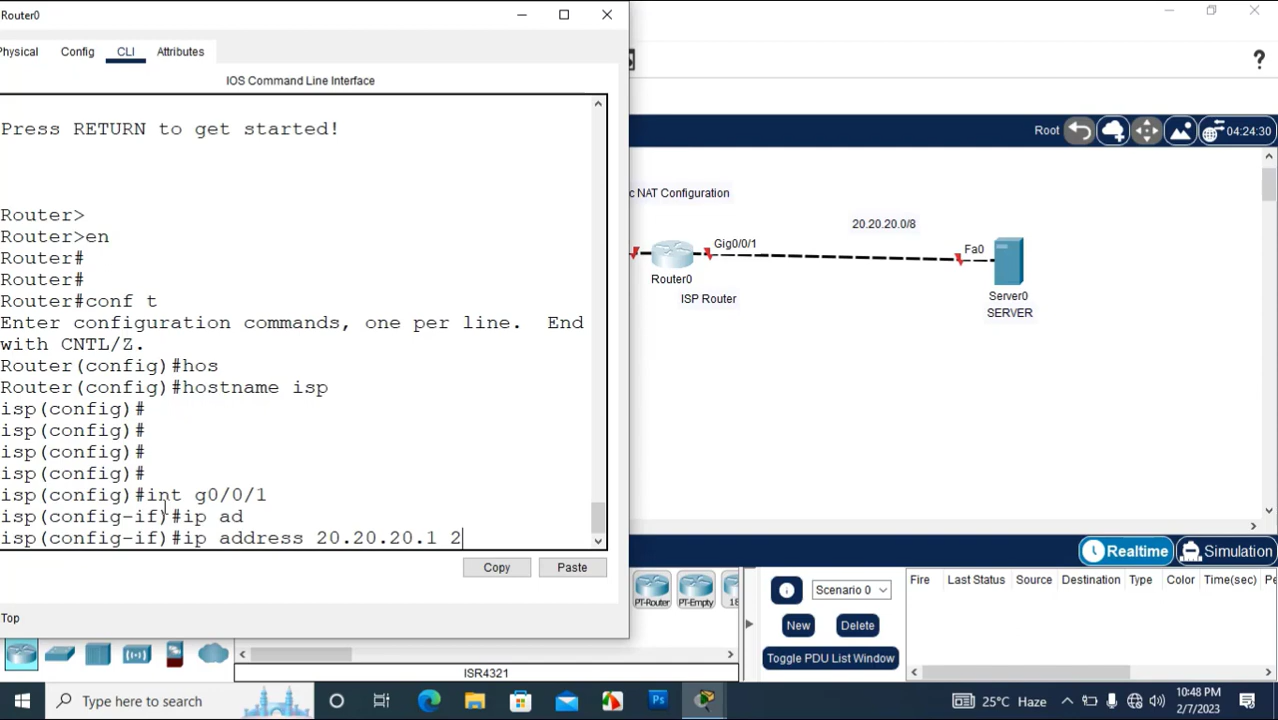 Router0
Physical
Config
CLI
Attributes
IOS Command Line Interface
Press RETURN to get started!
Router>
Router>en
Router#
Router#
Router#conf t
Enter configuration commands, one per line.  End
with CNTL/Z.
Router(config)#hos
Router(config)#hostname isp
isp(config)#
isp(config)#
isp(config)#
isp(config)#
isp(config)#int g0/0/1
isp(config-if)#ip ad
isp(config-if)#ip address 20.20.20.1 2
Copy
Paste
Top
?
Root
04:24:30
c NAT Configuration
20.20.20.0/8
Gig0/0/1
Fa0
Router0
ISP Router
Server0
SERVER
Realtime
Simulation
PT-Router
PT-Empty
18
Scenario 0
New
Delete
Toggle PDU List Window
Fire
Last Status
Source
Destination
Type
Color
Time(sec)
Pe
ISR4321
Type here to search
Ps
25°C Haze
10:48 PM
2/7/2023